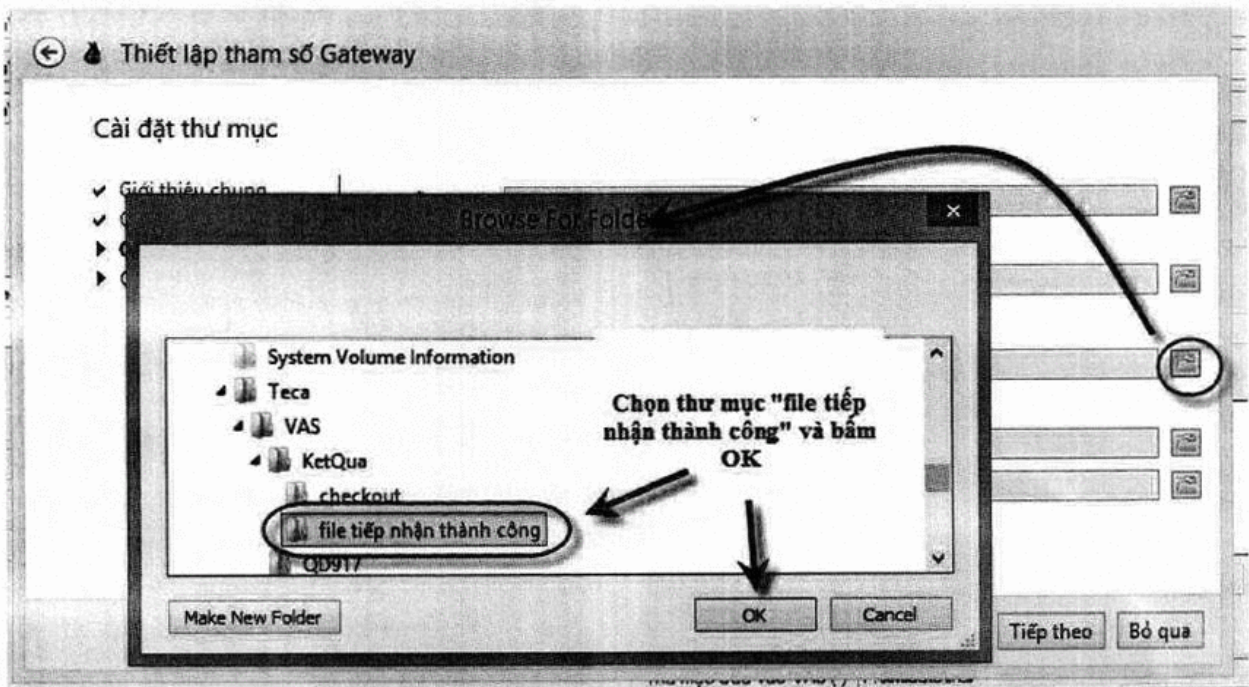 Thiết lập tham số Gateway
Cài đặt thư mục
Giới thiệu chung
Browse For Folder
System Volume Information
Teca
VAS
KetQua
checkout
file tiếp nhận thành công
QD917
Chọn thư mục "file tiếp
nhận thành công" và bấm
OK
Make New Folder
OK
Cancel
Tiếp theo
Bỏ qua